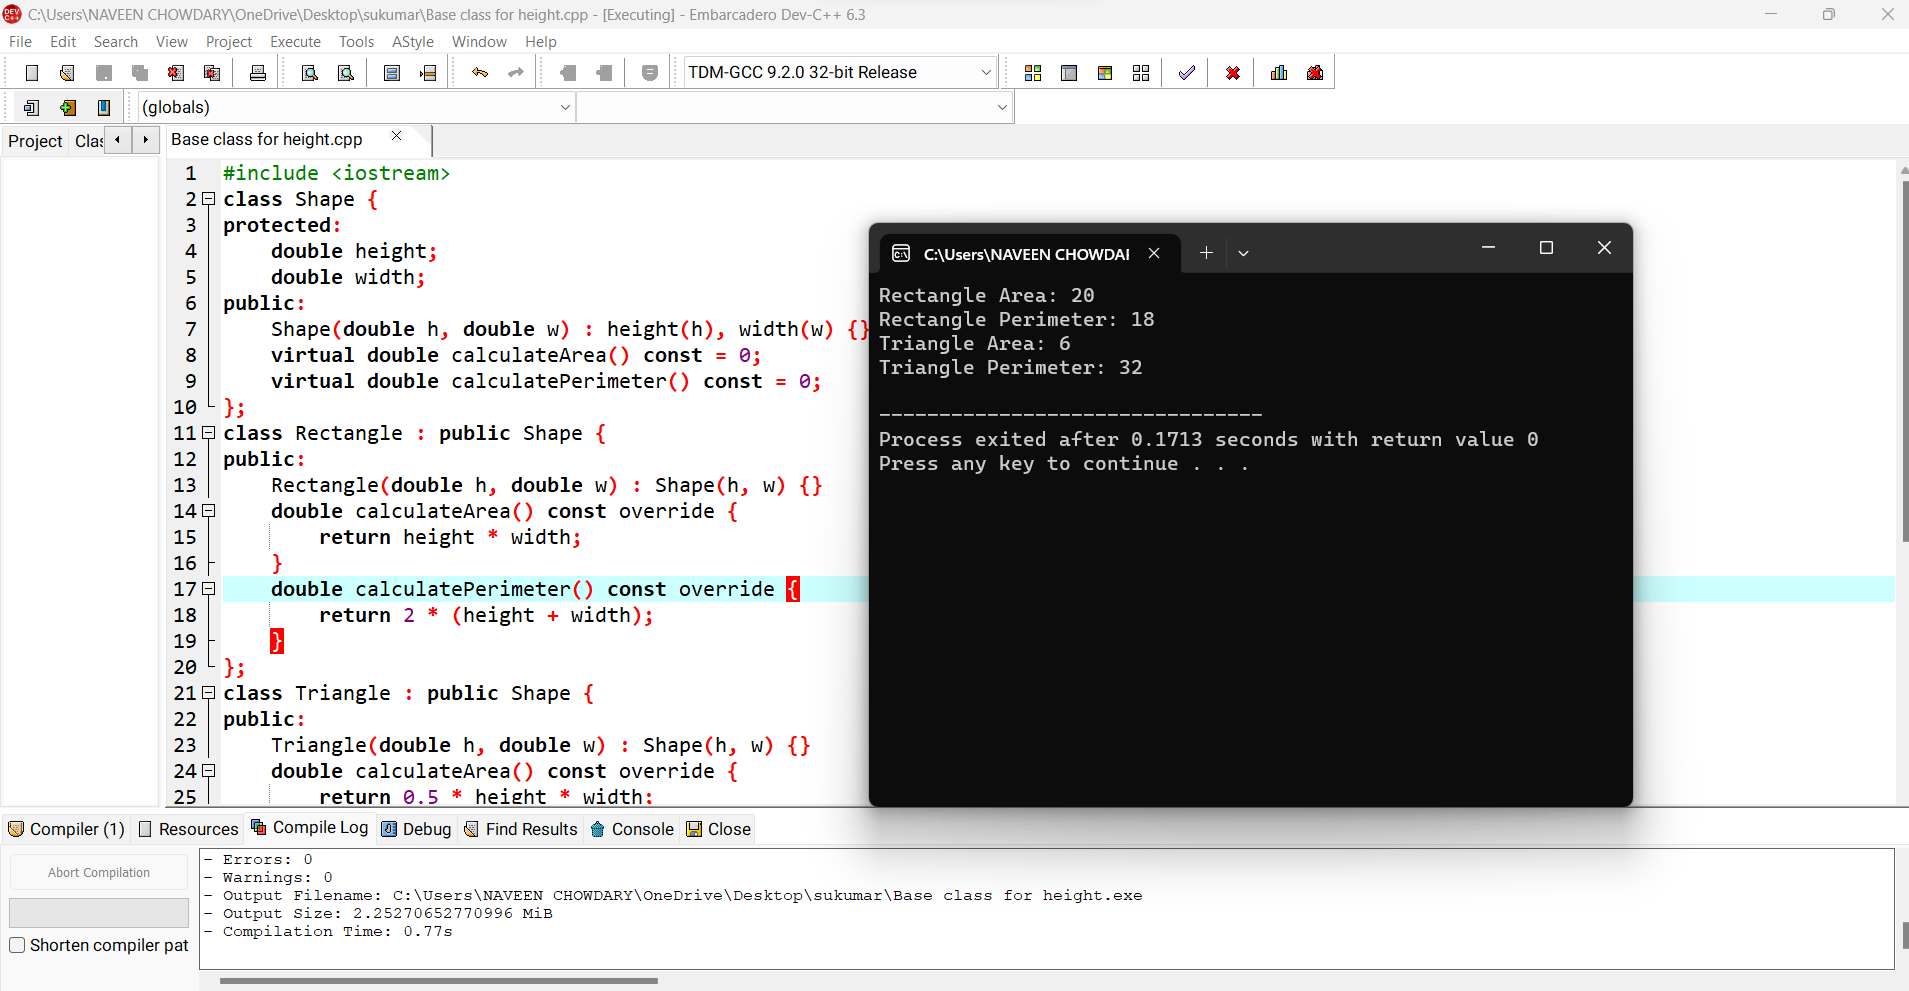 C:\Users\NAVEEN CHOWDARY\OneDrive\Desktop\sukumar\Base class for height.cpp - [Executing] - Embarcadero Dev-C++ 6.3
File Edit Search View Project Execute Tools AStyle Window Help
TDM-GCC 9.2.0 32-bit Release
(globals)
Project Clas
Base class for height.cpp
1 #include <iostream>
2 class Shape {
3 protected:
4 double height;
5 double width;
6 public:
7 Shape(double h, double w) : height(h), width(w) {}
8 virtual double calculateArea() const = 0;
9 virtual double calculatePerimeter() const = 0;
10 };
11 class Rectangle : public Shape {
12 public:
13 Rectangle(double h, double w) : Shape(h, w) {}
14 double calculateArea() const override {
15 return height * width;
16 }
17 double calculatePerimeter() const override {
18 return 2 * (height + width);
19 }
20 };
21 class Triangle : public Shape {
22 public:
23 Triangle(double h, double w) : Shape(h, w) {}
24 double calculateArea() const override {
25 return 0.5 * height * width;
C:\Users\NAVEEN CHOWDAI
Rectangle Area: 20
Rectangle Perimeter: 18
Triangle Area: 6
Triangle Perimeter: 32
--------------------------------
Process exited after 0.1713 seconds with return value 0
Press any key to continue . . .
Compiler (1) Resources Compile Log Debug Find Results Console Close
Abort Compilation
Shorten compiler pat
- Errors: 0
- Warnings: 0
- Output Filename: C:\Users\NAVEEN CHOWDARY\OneDrive\Desktop\sukumar\Base class for height.exe
- Output Size: 2.25270652770996 MiB
- Compilation Time: 0.77s